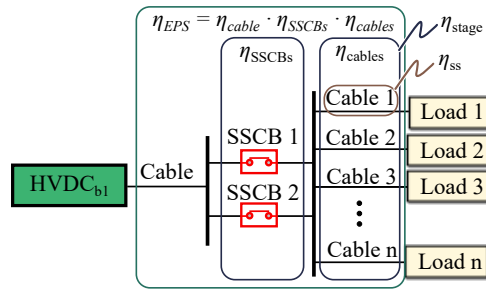 η_EPS = η_cable · η_SSCBs · η_cables
η_stage
η_SSCBs
η_cables
η_ss
Cable 1
Load 1
SSCB 1
Cable 2
Load 2
Cable
HVDC_b1
Cable 3
Load 3
SSCB 2
Cable n
Load n